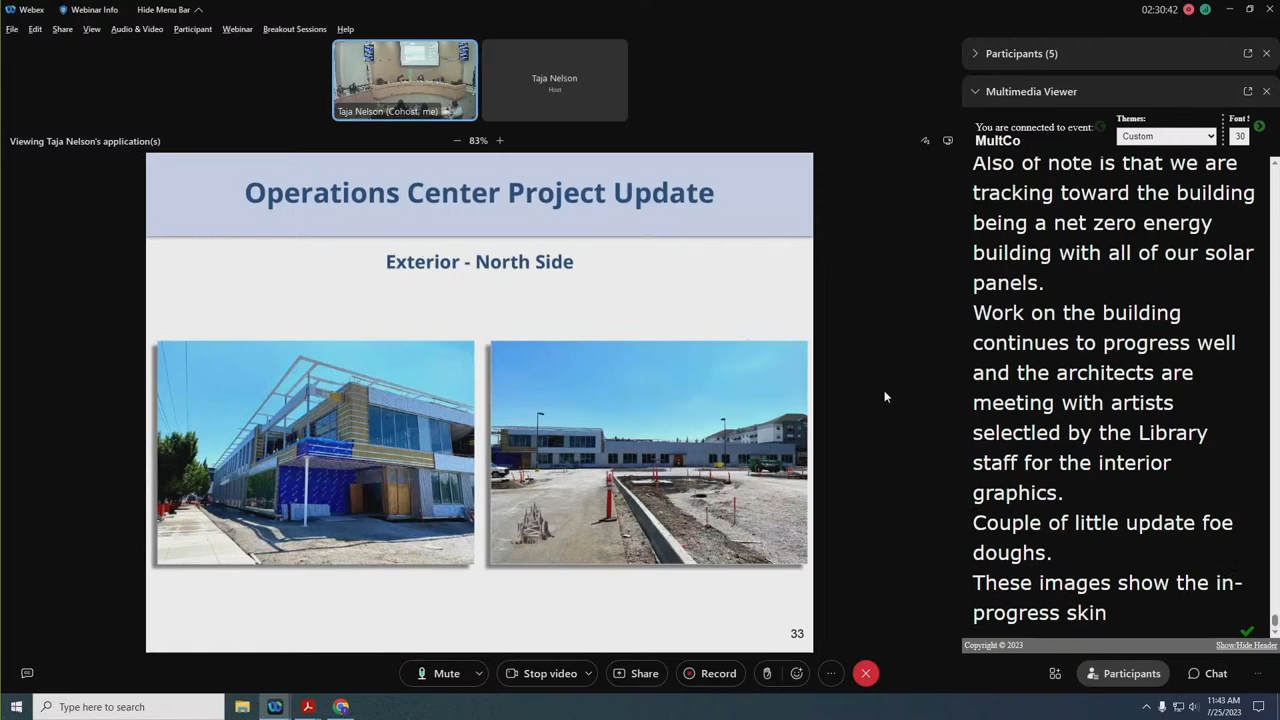 Webex
Webinar Info
Hide Menu Bar
02:30:42
File Edit Share View Audio & Video Participant Webinar Breakout Sessions Help
Taja Nelson (Cohost, me)
Taja Nelson
Host
Viewing Taja Nelson's application(s)
83%
Operations Center Project Update
Exterior - North Side
33
Participants (5)
Multimedia Viewer
You are connected to event:
MultCo
Themes:
Custom
Font S
30
Also of note is that we are
tracking toward the building
being a net zero energy
building with all of our solar
panels.
Work on the building
continues to progress well
and the architects are
meeting with artists
selectled by the Library
staff for the interior
graphics.
Couple of little update foe
doughs.
These images show the in-
progress skin
Copyright © 2023
Show/Hide Header
Mute
Stop video
Share
Record
Participants
Chat
Type here to search
11:43 AM
7/25/2023